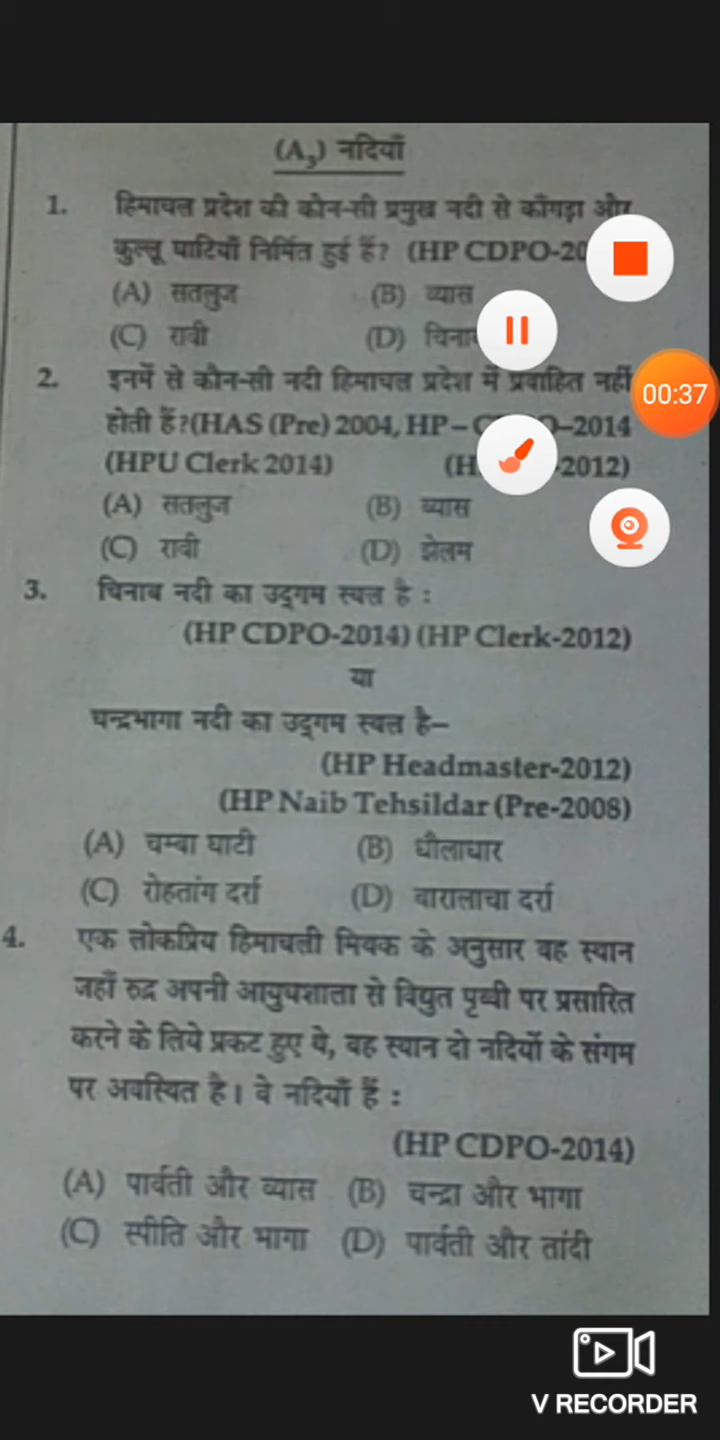 (A₃) नदियाँ
1. हिमाचल प्रदेश की कौन-सी प्रमुख नदी से काँगड़ा और
कुल्लू घाटियाँ निर्मित हुई हैं? (HP CDPO-20
(A) सतलुज (B) व्यास
(C) रावी (D) चिनाब
2. इनमें से कौन-सी नदी हिमाचल प्रदेश में प्रवाहित नहीं
होती हैं?(HAS (Pre) 2004, HP–C O–2014
(HPU Clerk 2014) (H -2012)
(A) सतलुज (B) व्यास
(C) रावी (D) झेलम
3. चिनाब नदी का उद्गम स्थल है :
(HP CDPO-2014) (HP Clerk-2012)
या
चन्द्रभागा नदी का उद्गम स्थल है–
(HP Headmaster-2012)
(HP Naib Tehsildar (Pre-2008)
(A) चम्बा घाटी (B) धौलाधार
(C) रोहतांग दर्रा (D) बारालाचा दर्रा
4. एक लोकप्रिय हिमाचली मिथक के अनुसार वह स्थान
जहाँ रुद्र अपनी आयुधशाला से विद्युत पृथ्वी पर प्रसारित
करने के लिये प्रकट हुए थे, वह स्थान दो नदियों के संगम
पर अवस्थित है। वे नदियाँ हैं :
(HP CDPO-2014)
(A) पार्वती और व्यास (B) चन्द्रा और भागा
(C) स्पीति और भागा (D) पार्वती और तांदी
00:37
V RECORDER